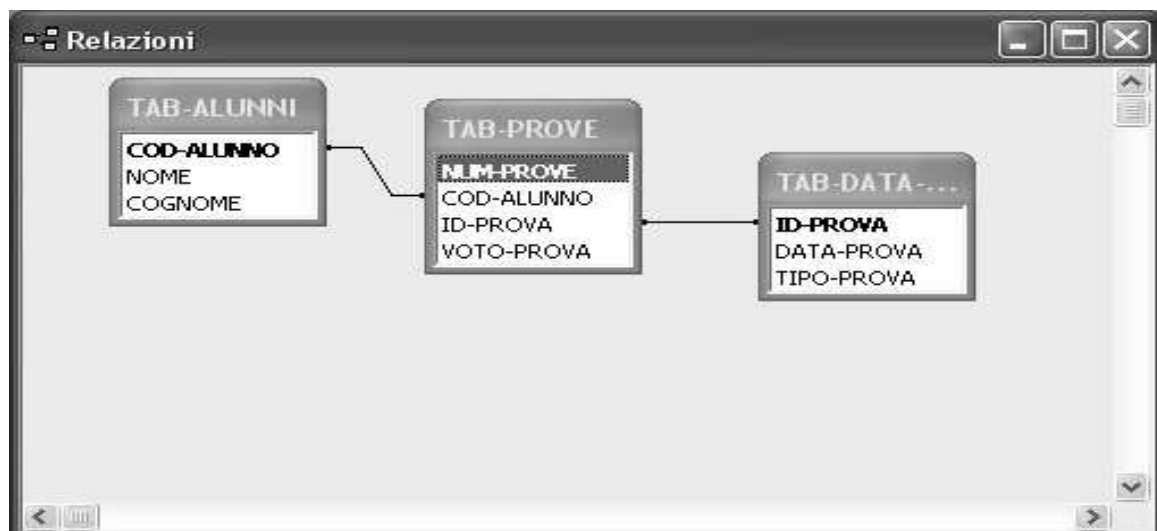 Relazioni
TAB-ALUNNI
COD-ALUNNO
NOME
COGNOME
TAB-PROVE
NUM-PROVE
COD-ALUNNO
ID-PROVA
VOTO-PROVA
TAB-DATA-...
ID-PROVA
DATA-PROVA
TIPO-PROVA